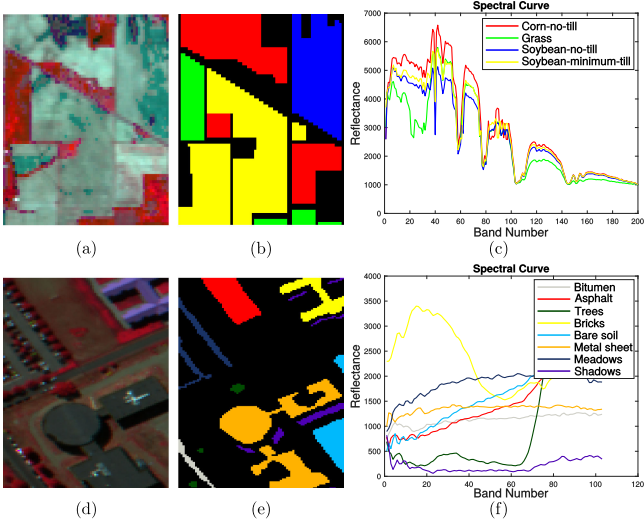 Spectral Curve
7000
6000
5000
4000
3000
2000
1000
0
Reflectance
Corn-no-till
Grass
Soybean-no-till
Soybean-minimum-till
0 20 40 60 80 100 120 140 160 180 200
Band Number
(a) (b) (c)
Spectral Curve
4000
3500
3000
2500
2000
1500
1000
500
0
Reflectance
Bitumen
Asphalt
Trees
Bricks
Bare soil
Metal sheet
Meadows
Shadows
0 20 40 60 80 100 120
Band Number
(d) (e) (f)